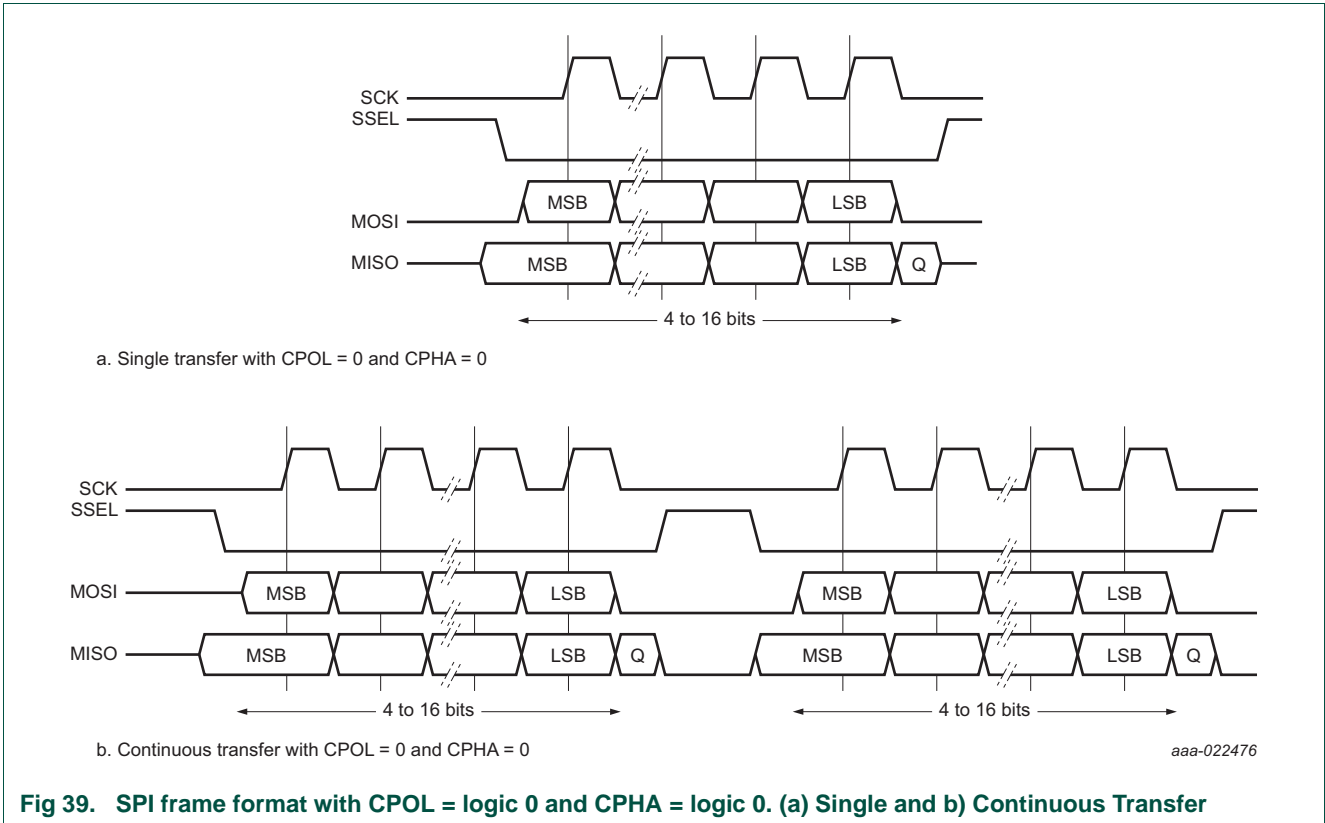 SCK
SSEL
MOSI MSB LSB
MISO MSB LSB Q
4 to 16 bits
a. Single transfer with CPOL = 0 and CPHA = 0
SCK
SSEL
MOSI MSB LSB MSB LSB
MISO MSB LSB Q MSB LSB Q
4 to 16 bits 4 to 16 bits
b. Continuous transfer with CPOL = 0 and CPHA = 0 aaa-022476
Fig 39. SPI frame format with CPOL = logic 0 and CPHA = logic 0. (a) Single and b) Continuous Transfer